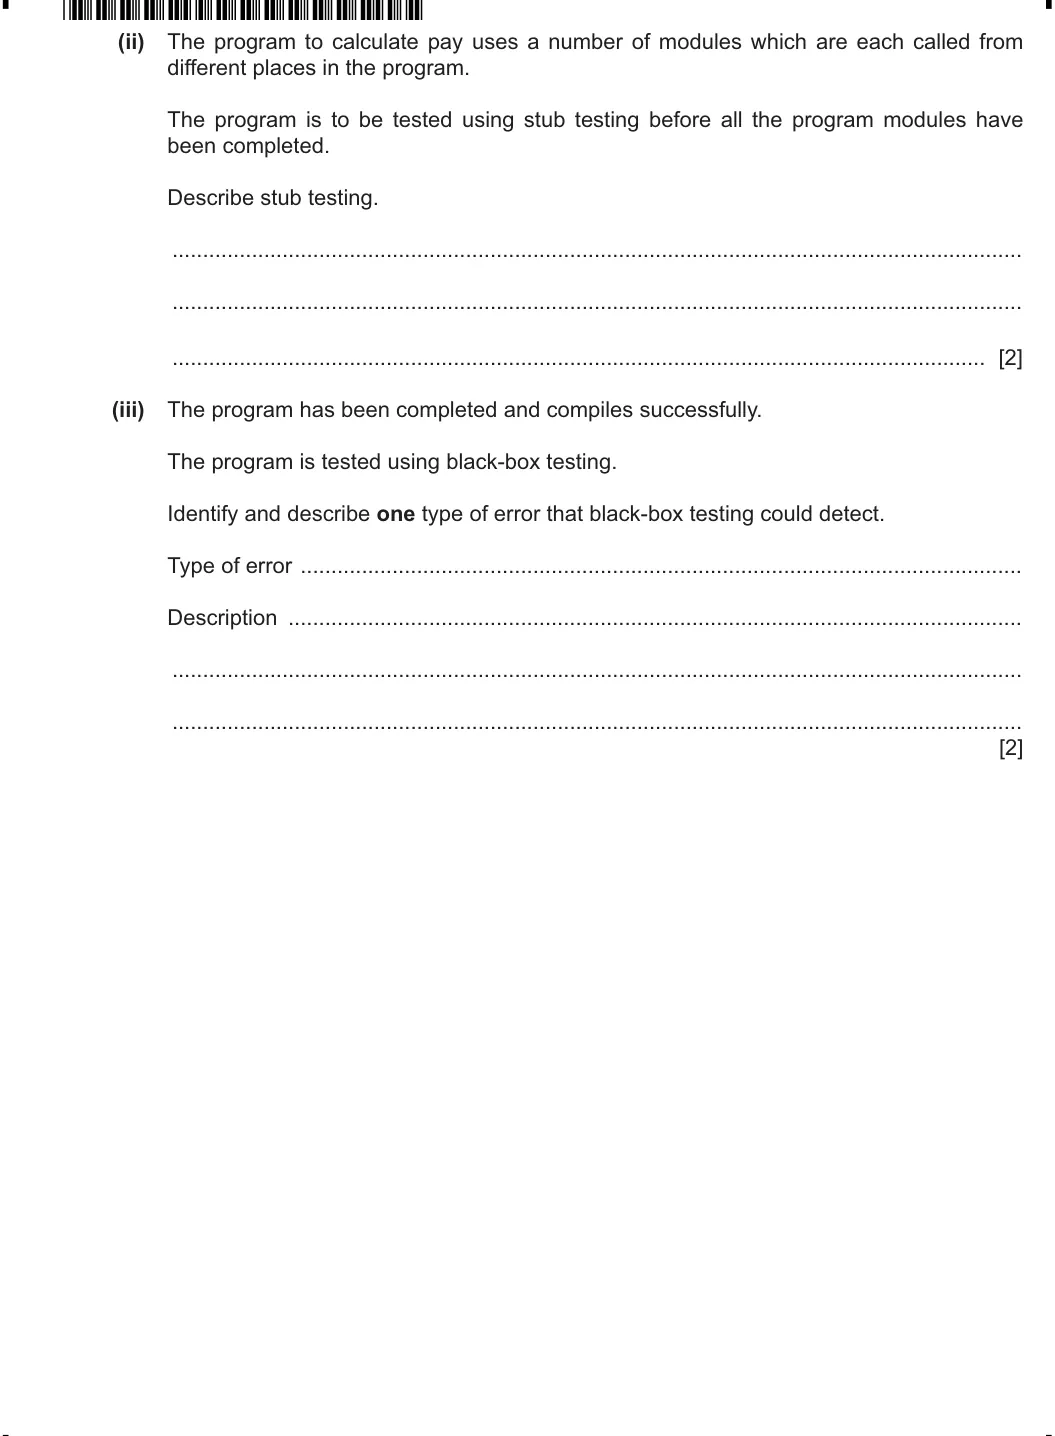 (ii) The program to calculate pay uses a number of modules which are each called from
different places in the program.
The program is to be tested using stub testing before all the program modules have
been completed.
Describe stub testing.
..........................................................................................................................................
..........................................................................................................................................
.................................................................................................................................... [2]
(iii) The program has been completed and compiles successfully.
The program is tested using black-box testing.
Identify and describe one type of error that black-box testing could detect.
Type of error .....................................................................................................................
Description .......................................................................................................................
..........................................................................................................................................
..........................................................................................................................................
[2]